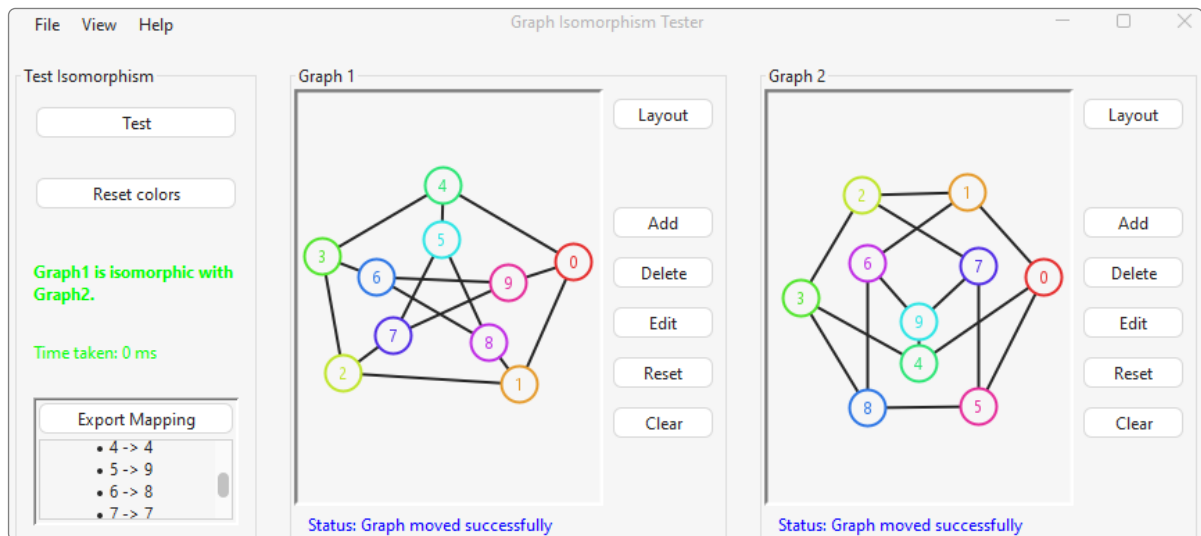 File View Help
Graph Isomorphism Tester
Test Isomorphism
Test
Reset colors
Graph1 is isomorphic with
Graph2.
Time taken: 0 ms
Export Mapping
• 4 -> 4
• 5 -> 9
• 6 -> 8
• 7 -> 7
Graph 1
4
5
3
6
9
0
7
8
2
1
Layout
Add
Delete
Edit
Reset
Clear
Status: Graph moved successfully
Graph 2
2
1
6
7
0
3
9
4
8
5
Layout
Add
Delete
Edit
Reset
Clear
Status: Graph moved successfully